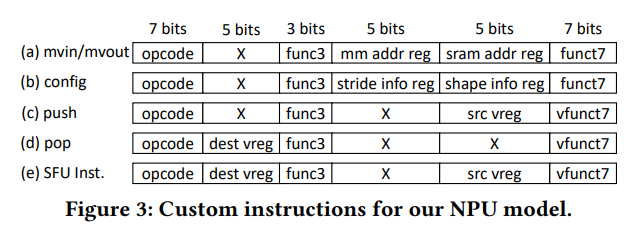 7 bits 5 bits 3 bits 5 bits 5 bits 7 bits
(a) mvin/mvout opcode X func3 mm addr reg sram addr reg funct7
(b) config opcode X func3 stride info reg shape info reg funct7
(c) push opcode X func3 X src vreg vfunct7
(d) pop opcode dest vreg func3 X X vfunct7
(e) SFU Inst. opcode dest vreg func3 X src vreg vfunct7
Figure 3: Custom instructions for our NPU model.